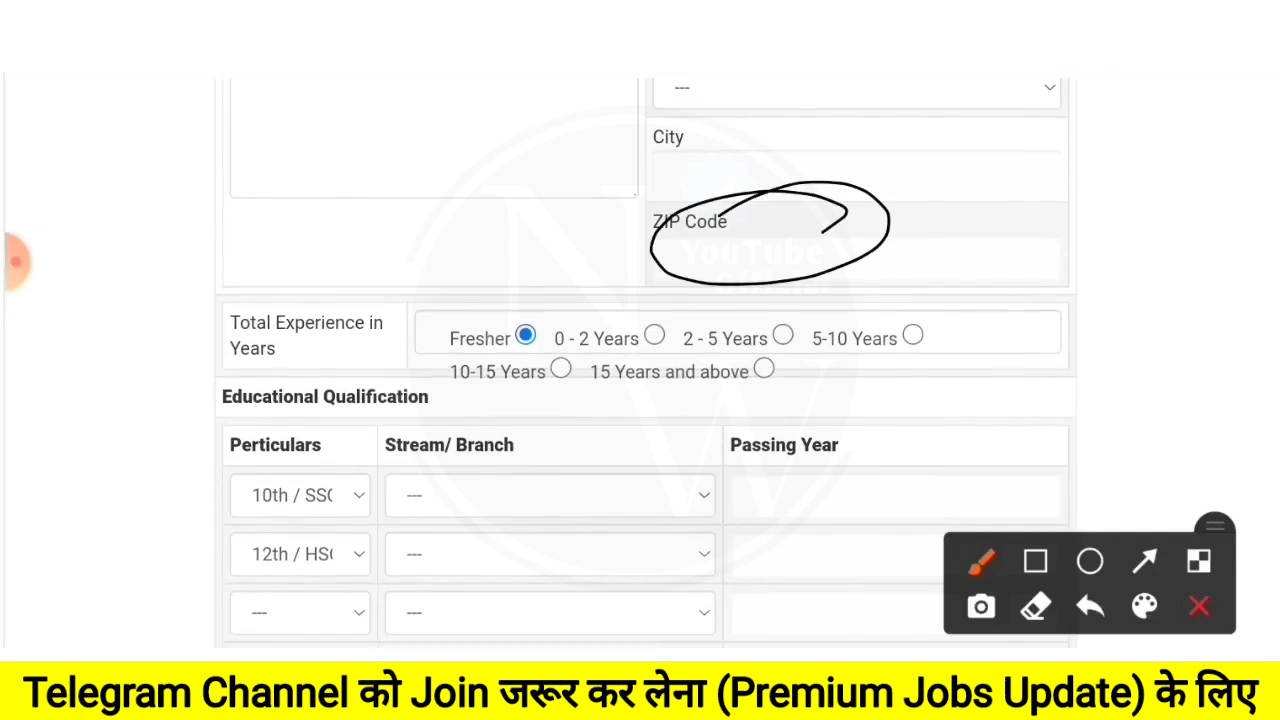 ---
City
ZIP Code
YouTube
Total Experience in
Years
Fresher 0 - 2 Years 2 - 5 Years 5-10 Years
10-15 Years 15 Years and above
Educational Qualification
Perticulars Stream/ Branch Passing Year
10th / SS ---
12th / HS ---
--- ---
Telegram Channel को Join जरूर कर लेना (Premium Jobs Update) के लिए